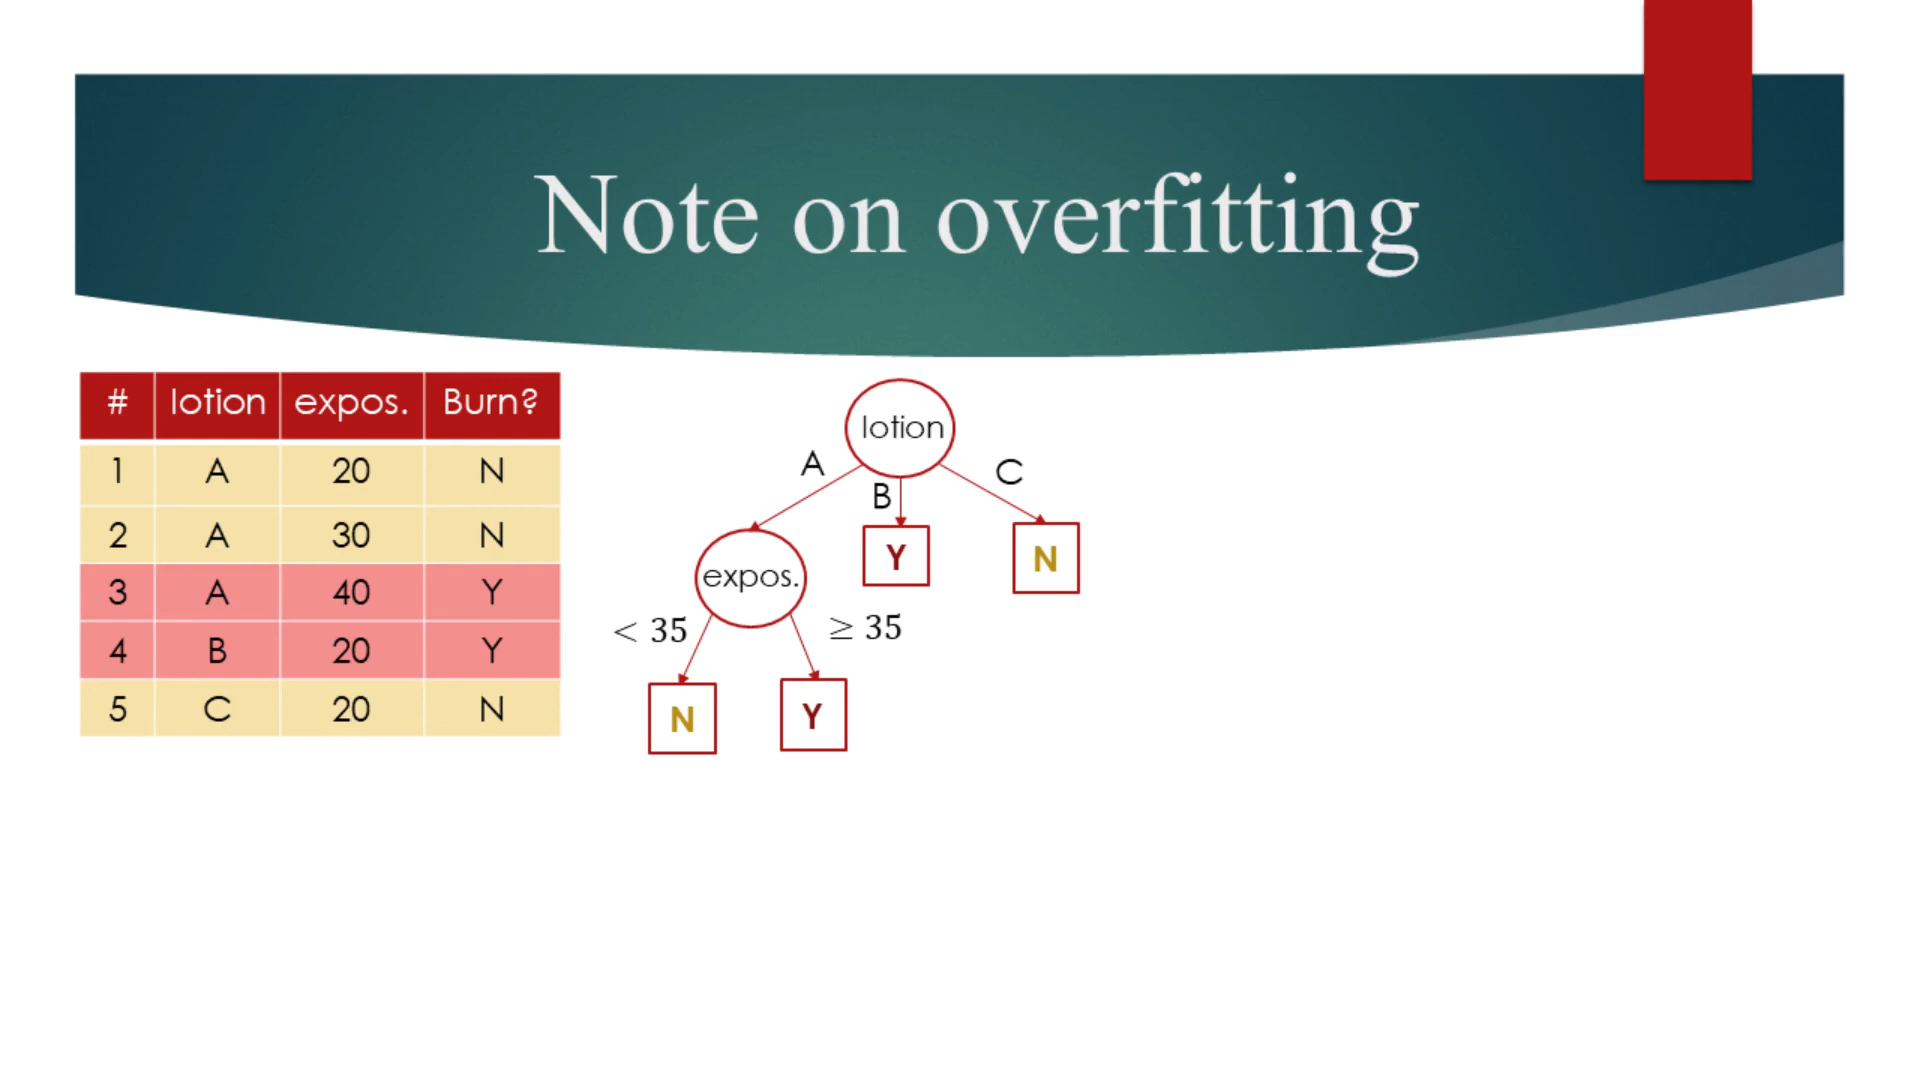 Note on overfitting
# lotion expos. Burn?
1 A 20 N
2 A 30 N
3 A 40 Y
4 B 20 Y
5 C 20 N
lotion
A
B
C
expos.
Y
N
< 35
≥ 35
N
Y